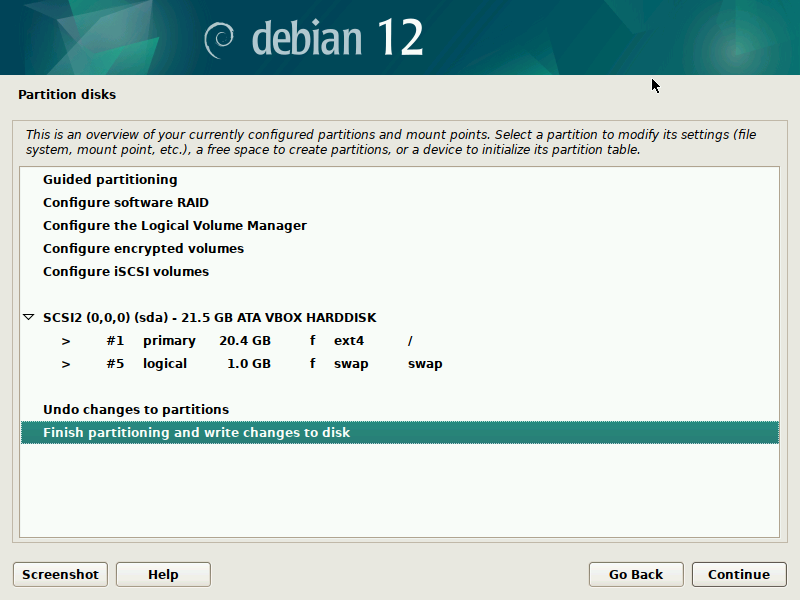 debian 12
Partition disks
This is an overview of your currently configured partitions and mount points. Select a partition to modify its settings (file
system, mount point, etc.), a free space to create partitions, or a device to initialize its partition table.
Guided partitioning
Configure software RAID
Configure the Logical Volume Manager
Configure encrypted volumes
Configure iSCSI volumes
SCSI2 (0,0,0) (sda) - 21.5 GB ATA VBOX HARDDISK
> #1 primary 20.4 GB f ext4 /
> #5 logical 1.0 GB f swap swap
Undo changes to partitions
Finish partitioning and write changes to disk
Screenshot Help Go Back Continue